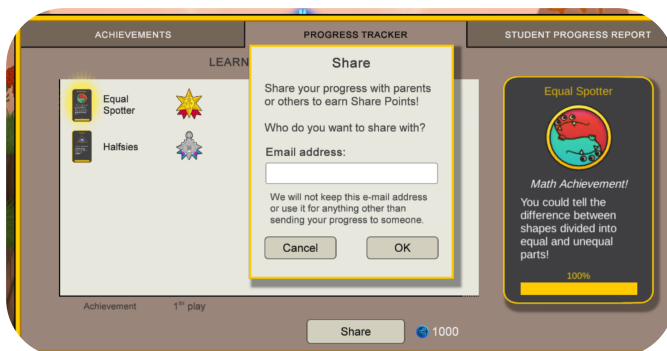 ACHIEVEMENTS
PROGRESS TRACKER
STUDENT PROGRESS REPORT
LEARN
Share
Share your progress with parents
or others to earn Share Points!
Who do you want to share with?
Email address:
We will not keep this e-mail address
or use it for anything other than
sending your progress to someone.
Cancel
OK
Equal
Spotter
Halfsies
Equal Spotter
Math Achievement!
You could tell the
difference between
shapes divided into
equal and unequal
parts!
100%
Achievement
1st play
Share
1000